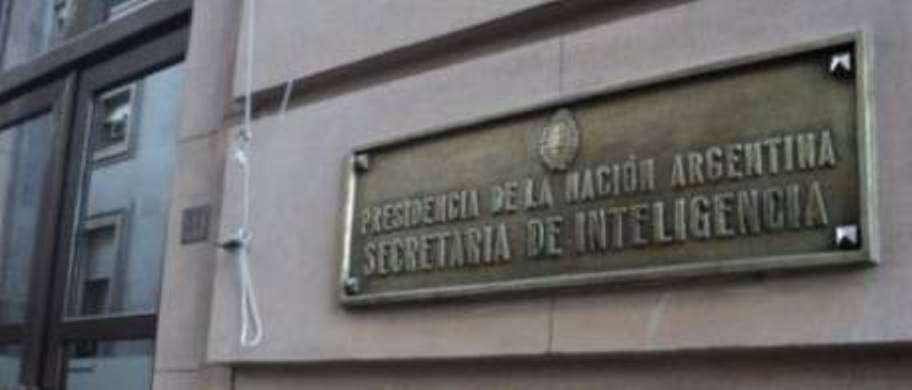 PRESIDENCIA DE LA NACIÓN ARGENTINA
SECRETARIA DE INTELIGENCIA